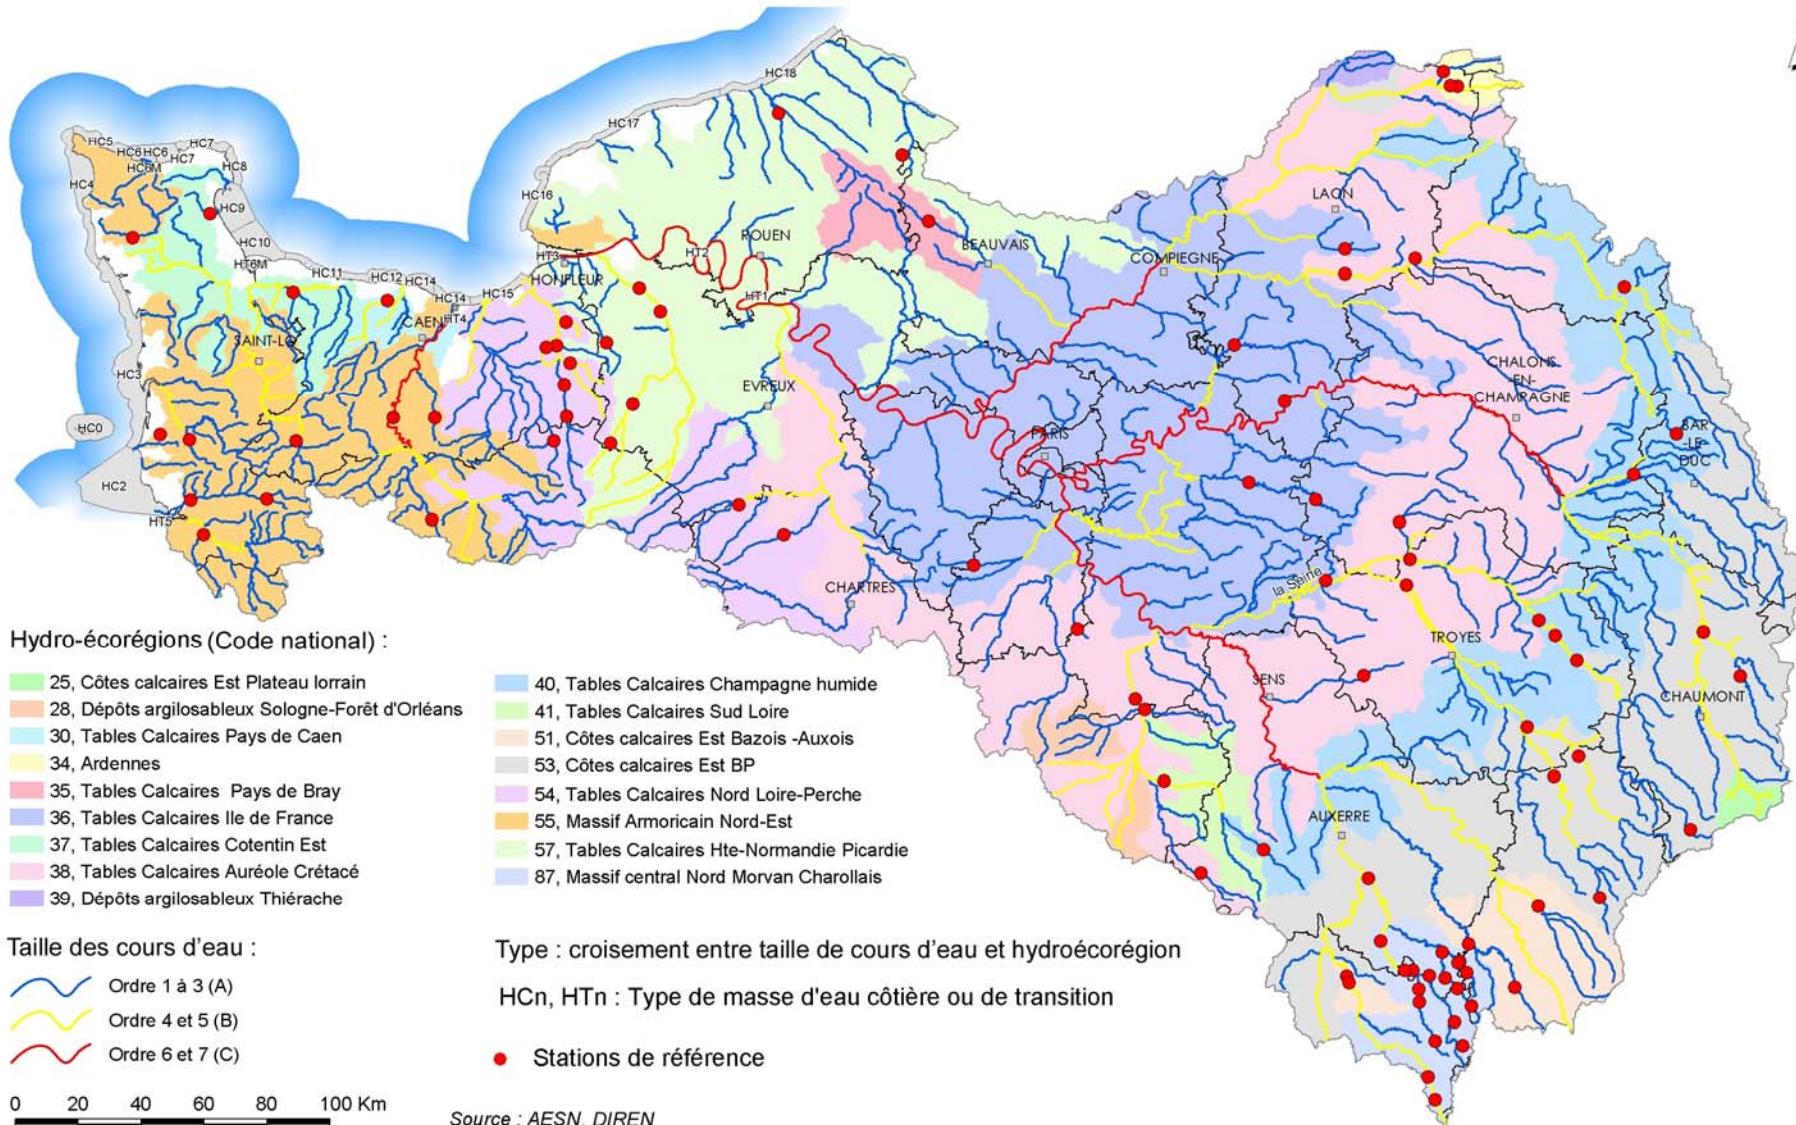 HC18
HC17
HC16
HC5
HC6
HC6
HC7
HC7
HC6M
HC8
HC4
HC9
HC10
HT6M
HC11
HC12
HC14
HC14
HT4
HC15
HT3
HONFLEUR
HT2
ROUEN
HT1
BEAUVAIS
COMPIEGNE
LAON
CAEN
SAINT-LO
HC3
HC0
HC2
HT5
EVREUX
PARIS
CHALONS
-EN-
CHAMPAGNE
BAR
-LE-
DUC
CHARTRES
la Seine
TROYES
SENS
CHAUMONT
AUXERRE
Hydro-écorégions (Code national) :
25, Côtes calcaires Est Plateau lorrain
28, Dépôts argilosableux Sologne-Forêt d'Orléans
30, Tables Calcaires Pays de Caen
34, Ardennes
35, Tables Calcaires Pays de Bray
36, Tables Calcaires Ile de France
37, Tables Calcaires Cotentin Est
38, Tables Calcaires Auréole Crétacé
39, Dépôts argilosableux Thiérache
40, Tables Calcaires Champagne humide
41, Tables Calcaires Sud Loire
51, Côtes calcaires Est Bazois -Auxois
53, Côtes calcaires Est BP
54, Tables Calcaires Nord Loire-Perche
55, Massif Armoricain Nord-Est
57, Tables Calcaires Hte-Normandie Picardie
87, Massif central Nord Morvan Charollais
Taille des cours d'eau :
Ordre 1 à 3 (A)
Ordre 4 et 5 (B)
Ordre 6 et 7 (C)
Type : croisement entre taille de cours d'eau et hydroécorégion
HCn, HTn : Type de masse d'eau côtière ou de transition
Stations de référence
0 20 40 60 80 100 Km
Source : AESN, DIREN